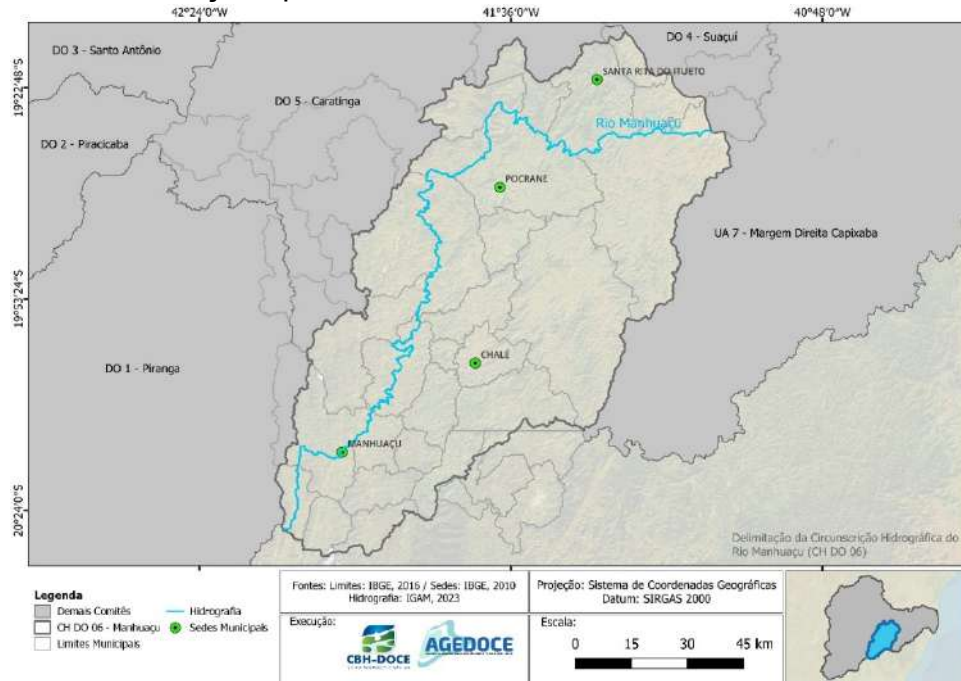 42°24'0"O
41°36'0"O
40°48'0"O
DO 3 - Santo Antônio
DO 4 - Suaçuí
SANTA RITA DO ITUETO
19°22'48"S
DO 5 - Caratinga
Rio Manhuaçu
DO 2 - Piracicaba
POCRANE
UA 7 - Margem Direita Capixaba
19°53'24"S
DO 1 - Piranga
CHALÉ
MANHUAÇU
20°24'0"S
Delimitação da Circunscrição Hidrográfica do
Rio Manhuaçu (CH DO 06)
Legenda
Demais Comitês
Hidrografia
CH DO 06 - Manhuaçu
Sedes Municipais
Limites Municipais
Fontes: Limites: IBGE, 2016 / Sedes: IBGE, 2010
Hidrografia: IGAM, 2023
Execução:
CBH-DOCE
AGEDOCE
Projeção: Sistema de Coordenadas Geográficas
Datum: SIRGAS 2000
Escala:
0 15 30 45 km